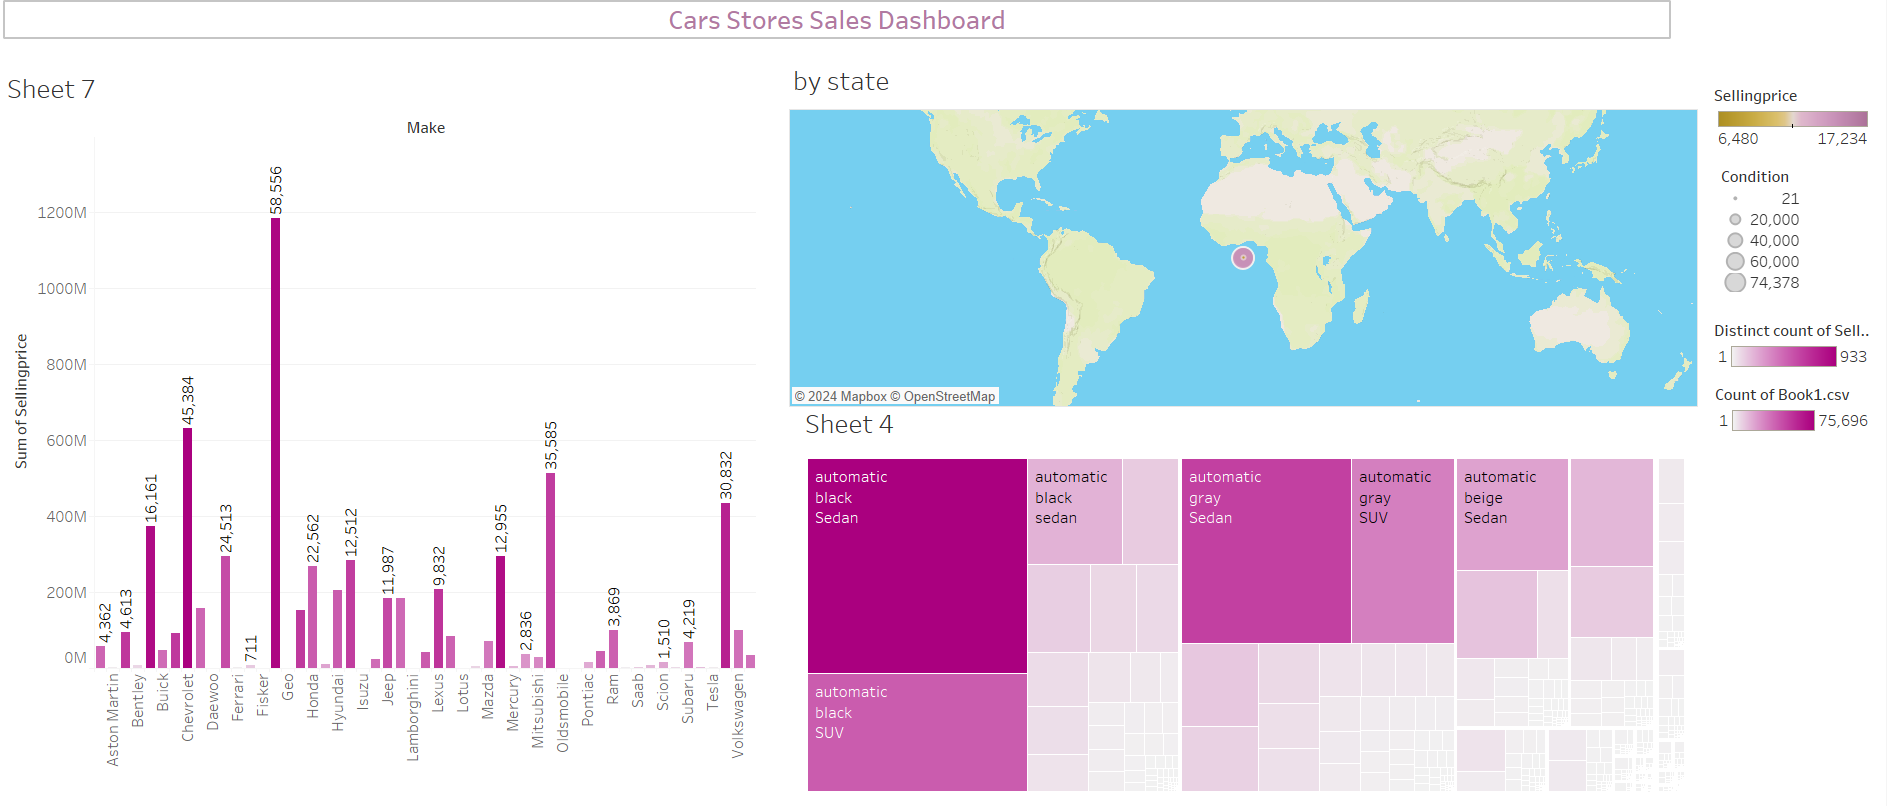 Cars Stores Sales Dashboard
Sheet 7
Make
Sum of Sellingprice
1200M
1000M
800M
600M
400M
200M
0M
4,362
4,613
16,161
45,384
24,513
711
58,556
22,562
12,512
11,987
9,832
12,955
2,836
35,585
3,869
1,510
4,219
30,832
Aston Martin
Bentley
Buick
Chevrolet
Daewoo
Ferrari
Fisker
Geo
Honda
Hyundai
Isuzu
Jeep
Lamborghini
Lexus
Lotus
Mazda
Mercury
Mitsubishi
Oldsmobile
Pontiac
Ram
Saab
Scion
Subaru
Tesla
Volkswagen
by state
© 2024 Mapbox © OpenStreetMap
Sheet 4
automatic
black
Sedan
automatic
black
SUV
automatic
black
sedan
automatic
gray
Sedan
automatic
gray
SUV
automatic
beige
Sedan
Sellingprice
6,480 17,234
Condition
21
20,000
40,000
60,000
74,378
Distinct count of Sell..
1 933
Count of Book1.csv
1 75,696